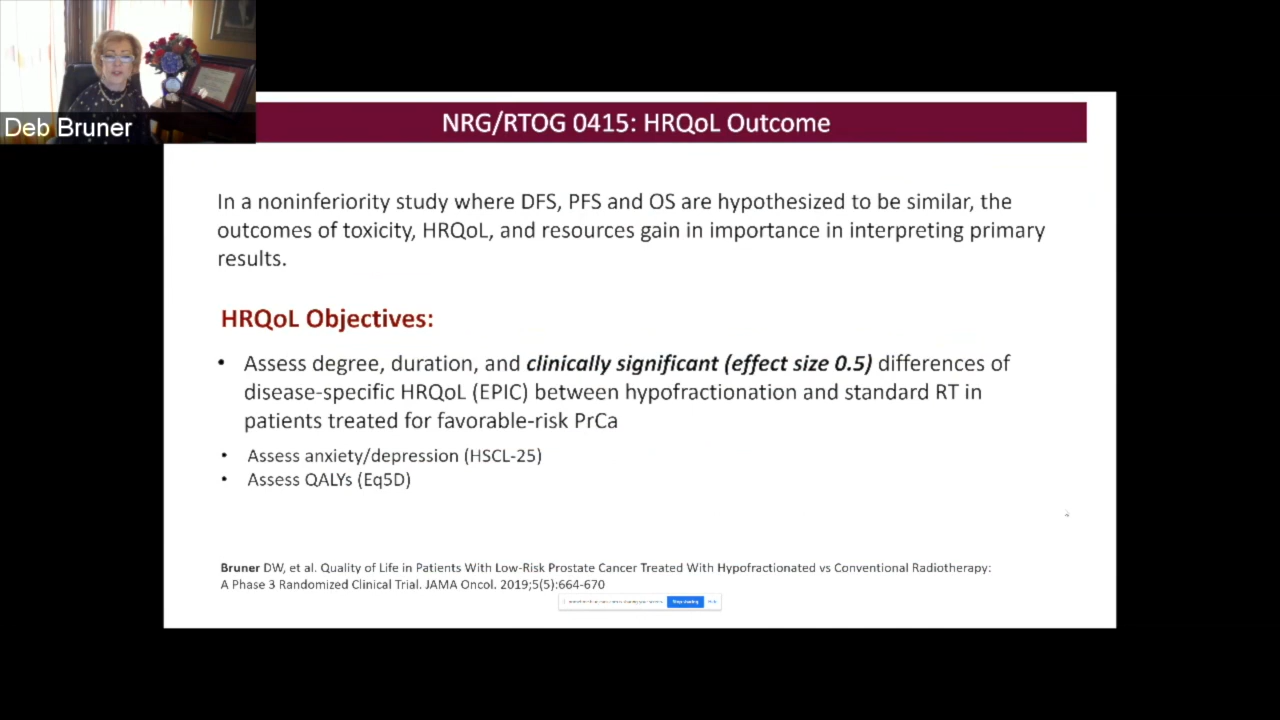 Deb Bruner
NRG/RTOG 0415: HRQoL Outcome
In a noninferiority study where DFS, PFS and OS are hypothesized to be similar, the
outcomes of toxicity, HRQoL, and resources gain in importance in interpreting primary
results.
HRQoL Objectives:
• Assess degree, duration, and clinically significant (effect size 0.5) differences of
disease-specific HRQoL (EPIC) between hypofractionation and standard RT in
patients treated for favorable-risk PrCa
• Assess anxiety/depression (HSCL-25)
• Assess QALYs (Eq5D)
Bruner DW, et al. Quality of Life in Patients With Low-Risk Prostate Cancer Treated With Hypofractionated vs Conventional Radiotherapy:
A Phase 3 Randomized Clinical Trial. JAMA Oncol. 2019;5(5):664-670
Stop sharing